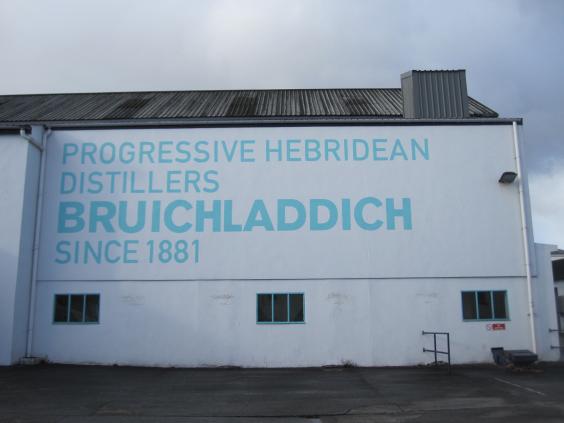 PROGRESSIVE HEBRIDEAN
DISTILLERS
BRUICHLADDICH
SINCE 1881